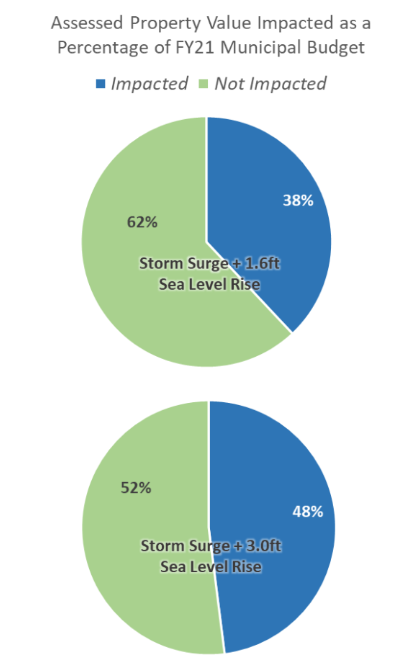 Assessed Property Value Impacted as a
Percentage of FY21 Municipal Budget
Impacted Not Impacted
38%
62%
Storm Surge + 1.6ft
Sea Level Rise
52%
48%
Storm Surge + 3.0ft
Sea Level Rise